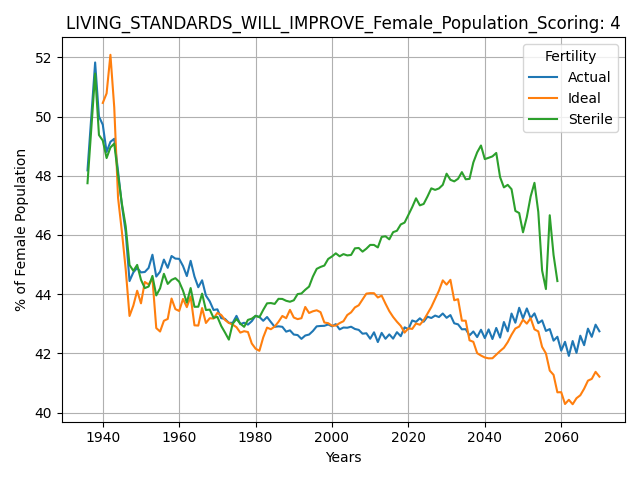 LIVING_STANDARDS_WILL_IMPROVE_Female_Population_Scoring: 4
Fertility
Actual
Ideal
Sterile
% of Female Population
52
50
48
46
44
42
40
1940 1960 1980 2000 2020 2040 2060
Years